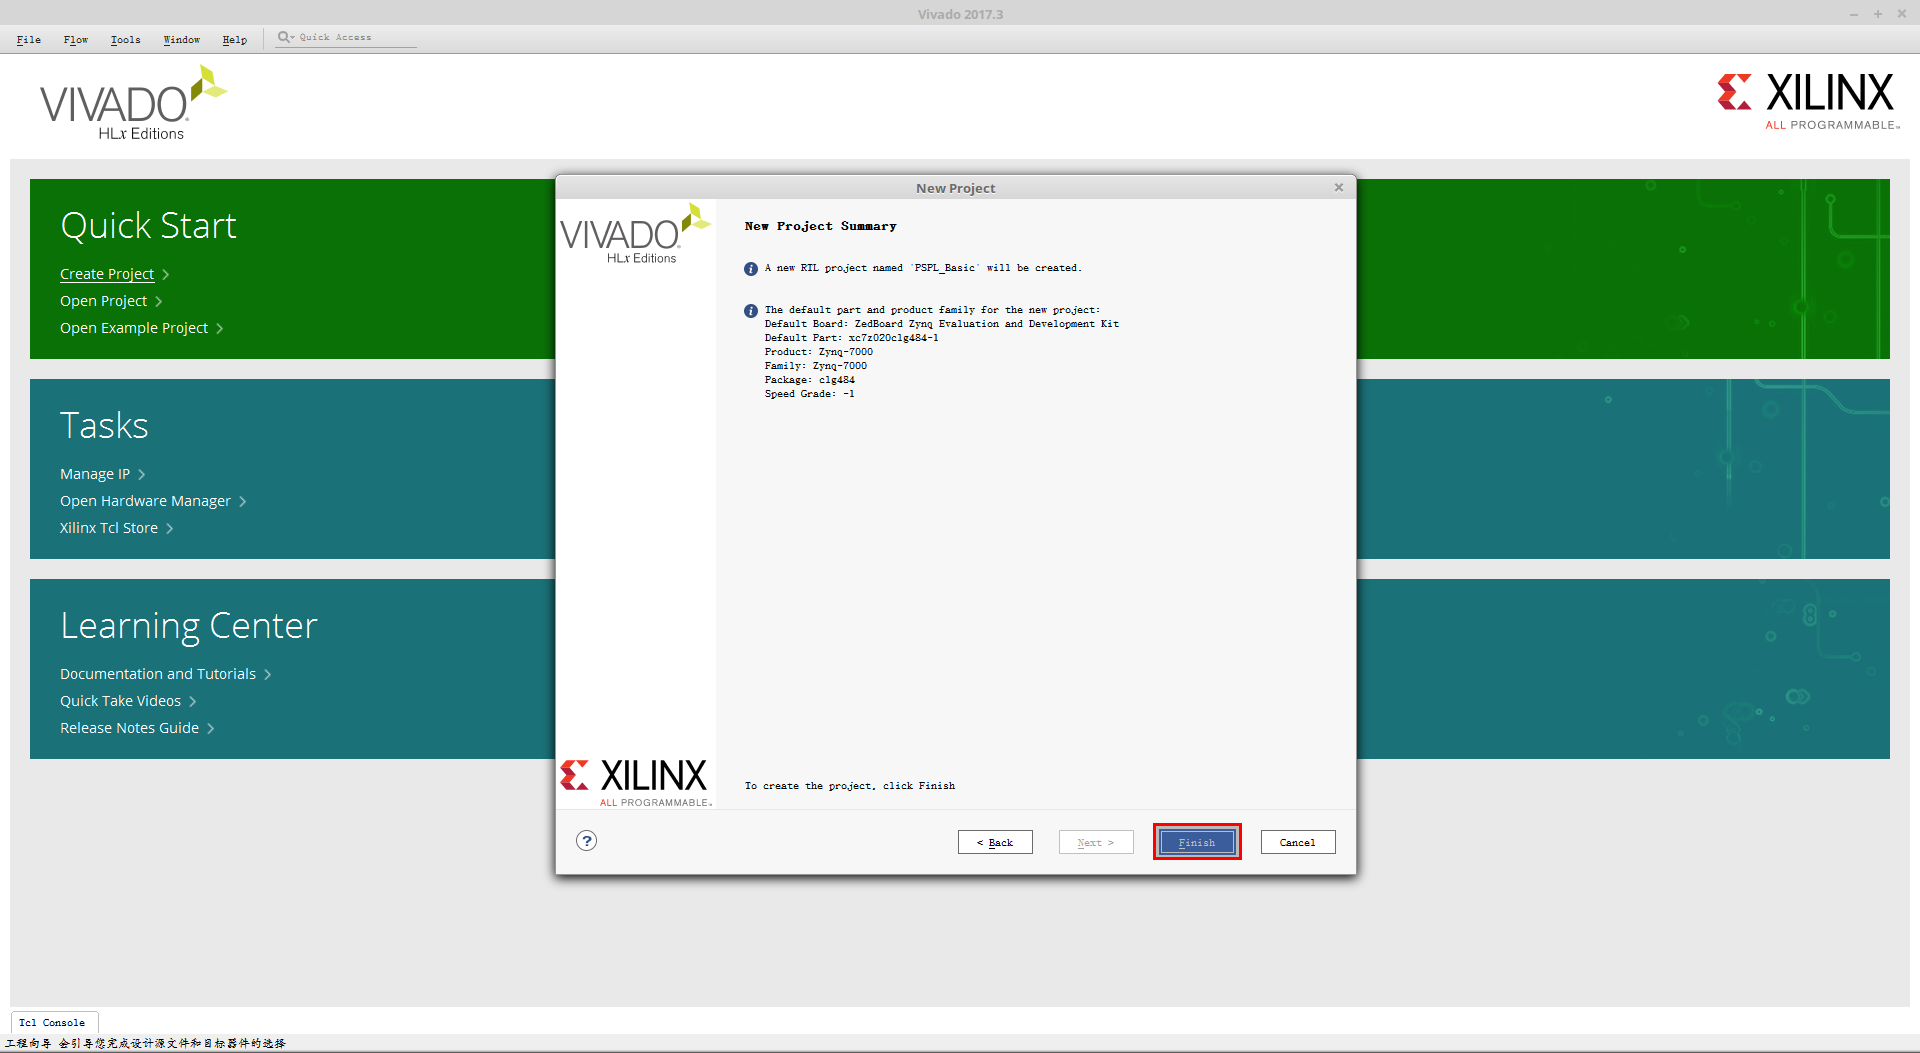 Vivado 2017.3
File Flow Tools Window Help Quick Access
VIVADO.
HLx Editions
XILINX
ALL PROGRAMMABLE™
Quick Start
Create Project
Open Project
Open Example Project
Tasks
Manage IP
Open Hardware Manager
Xilinx Tcl Store
Learning Center
Documentation and Tutorials
Quick Take Videos
Release Notes Guide
New Project
VIVADO.
HLx Editions
New Project Summary
A new RTL project named 'PSPL_Basic' will be created.
The default part and product family for the new project:
Default Board: ZedBoard Zynq Evaluation and Development Kit
Default Part: xc7z020clg484-1
Product: Zynq-7000
Family: Zynq-7000
Package: clg484
Speed Grade: -1
XILINX
ALL PROGRAMMABLE™
To create the project, click Finish
? < Back Next > Finish Cancel
Tcl Console
工程向导 会引导您完成设计源文件和目标器件的选择